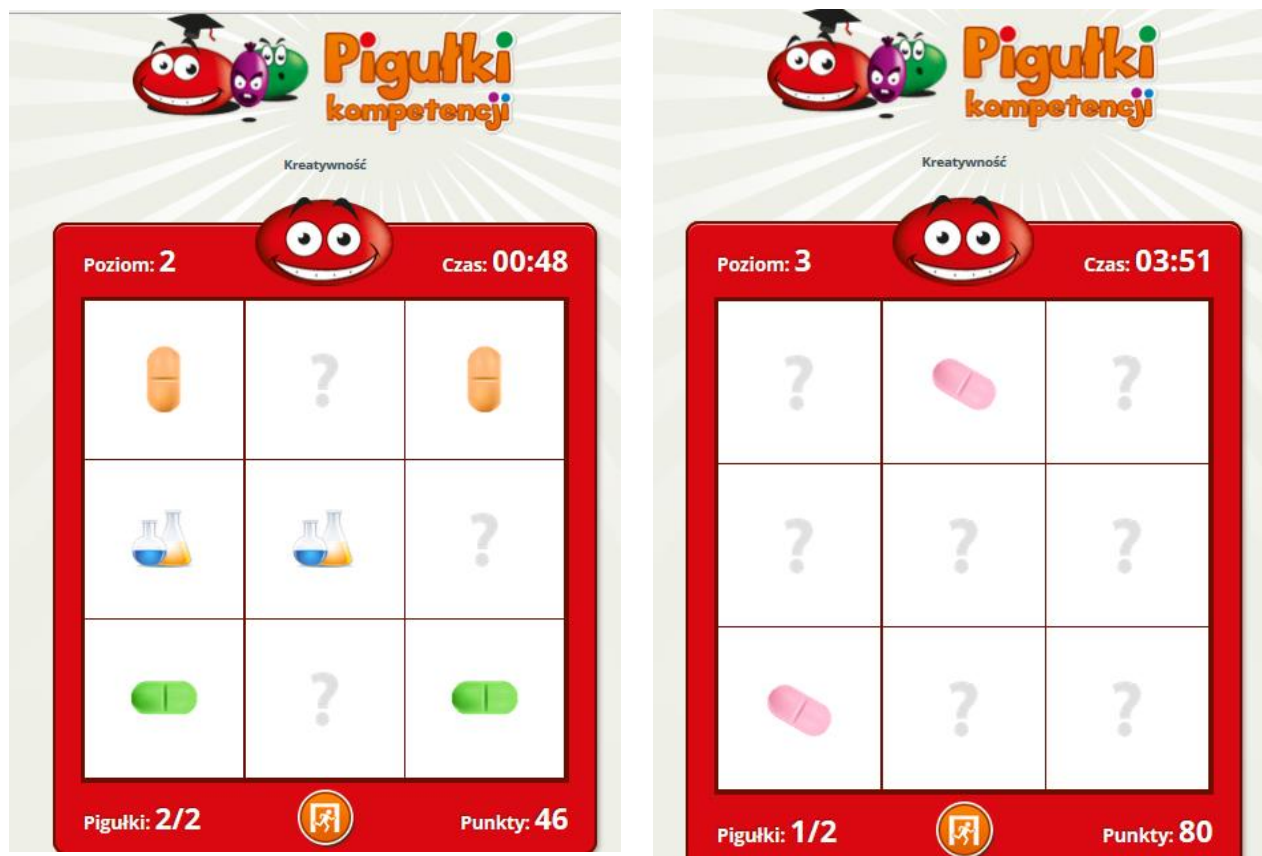 Pigułki
kompetencji
Kreatywność
Poziom: 2
Czas: 00:48
?
?
?
Pigułki: 2/2
Punkty: 46
Pigułki
kompetencji
Kreatywność
Poziom: 3
Czas: 03:51
? ?
? ? ?
? ?
Pigułki: 1/2
Punkty: 80